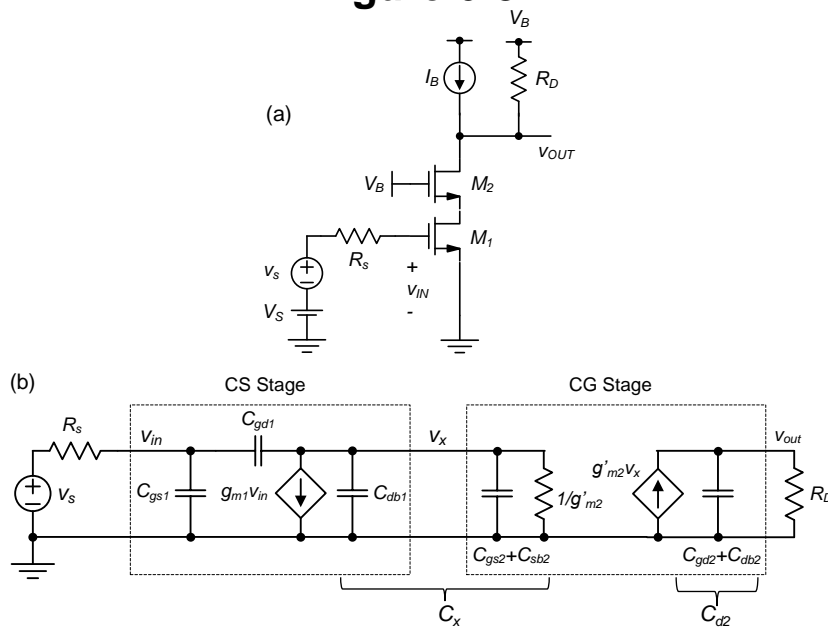 V_B
I_B
R_D
(a)
v_OUT
V_B
M_2
M_1
R_s
v_s
+
v_IN
-
V_S
(b)
CS Stage
CG Stage
R_s
v_in
C_gd1
v_x
v_out
g'_m2v_x
v_s
C_gs1
g_m1v_in
C_db1
1/g'_m2
R_D
C_gs2+C_sb2
C_gd2+C_db2
C_x
C_d2